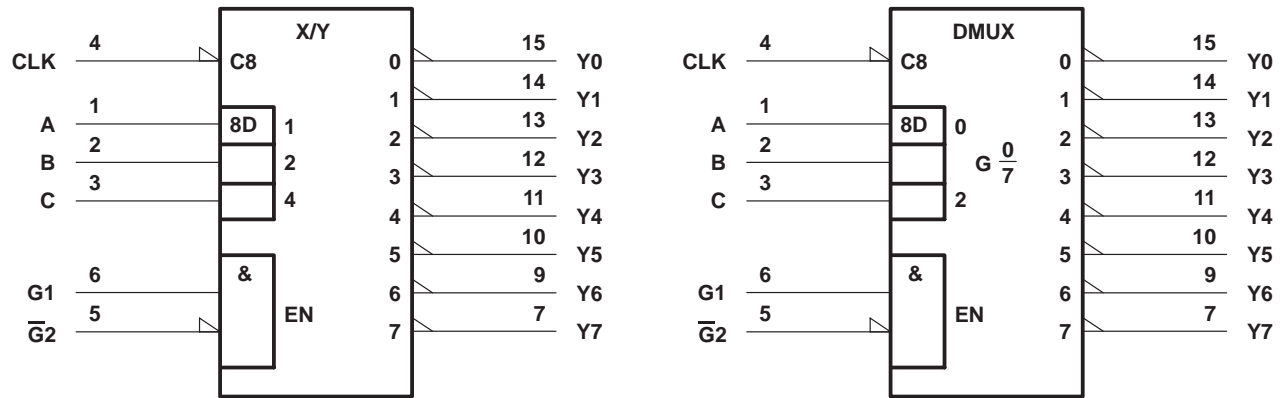 X/Y
CLK 4 C8 0 15 Y0
1 14 Y1
A 1 8D 1 2 13 Y2
B 2 2 3 12 Y3
C 3 4 4 11 Y4
5 10 Y5
&
G1 6 6 9 Y6
EN
G2 5 7 7 Y7
DMUX
CLK 4 C8 0 15 Y0
1 14 Y1
A 1 8D 0 2 13 Y2
B 2 G 0/7 3 12 Y3
C 3 2 4 11 Y4
5 10 Y5
&
G1 6 6 9 Y6
EN
G2 5 7 7 Y7